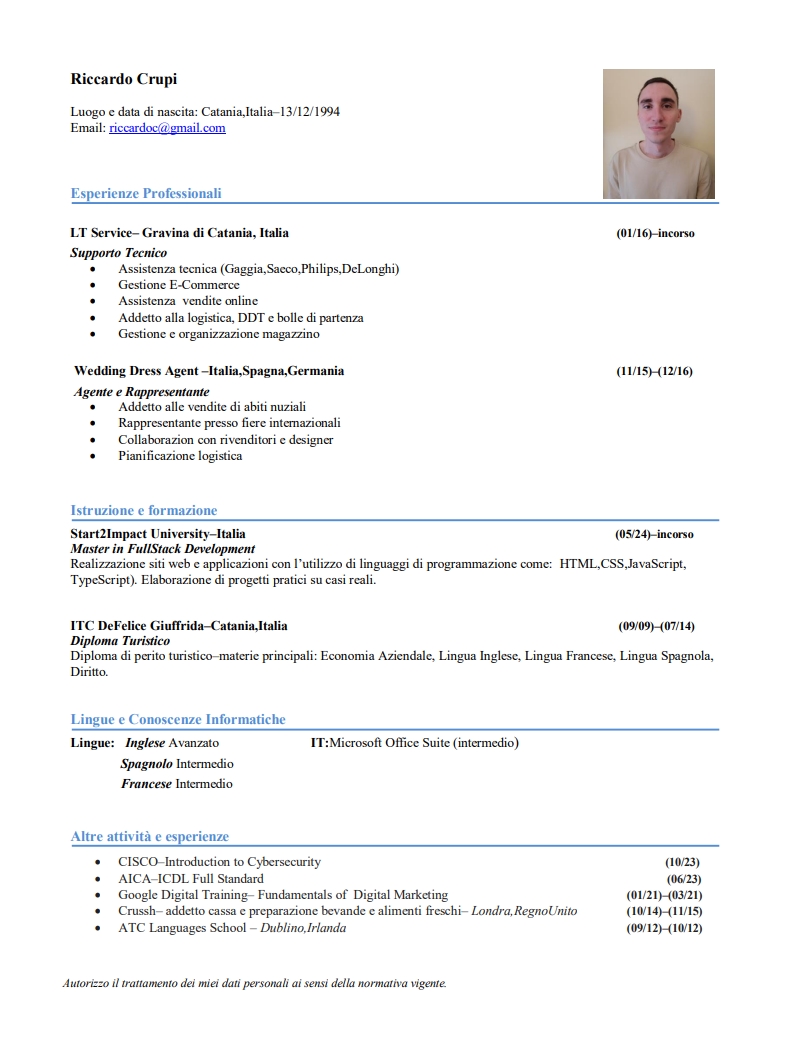 Riccardo Crupi
Luogo e data di nascita: Catania,Italia–13/12/1994
Email: riccardoc@gmail.com
Esperienze Professionali
LT Service– Gravina di Catania, Italia (01/16)–incorso
Supporto Tecnico
• Assistenza tecnica (Gaggia,Saeco,Philips,DeLonghi)
• Gestione E-Commerce
• Assistenza  vendite online
• Addetto alla logistica, DDT e bolle di partenza
• Gestione e organizzazione magazzino
Wedding Dress Agent –Italia,Spagna,Germania (11/15)–(12/16)
Agente e Rappresentante
• Addetto alle vendite di abiti nuziali
• Rappresentante presso fiere internazionali
• Collaborazion con rivenditori e designer
• Pianificazione logistica
Istruzione e formazione
Start2Impact University–Italia (05/24)–incorso
Master in FullStack Development
Realizzazione siti web e applicazioni con l’utilizzo di linguaggi di programmazione come:  HTML,CSS,JavaScript,
TypeScript). Elaborazione di progetti pratici su casi reali.
ITC DeFelice Giuffrida–Catania,Italia (09/09)–(07/14)
Diploma Turistico
Diploma di perito turistico–materie principali: Economia Aziendale, Lingua Inglese, Lingua Francese, Lingua Spagnola,
Diritto.
Lingue e Conoscenze Informatiche
Lingue: Inglese Avanzato IT:Microsoft Office Suite (intermedio)
Spagnolo Intermedio
Francese Intermedio
Altre attività e esperienze
• CISCO–Introduction to Cybersecurity (10/23)
• AICA–ICDL Full Standard (06/23)
• Google Digital Training– Fundamentals of  Digital Marketing (01/21)–(03/21)
• Crussh– addetto cassa e preparazione bevande e alimenti freschi– Londra,RegnoUnito (10/14)–(11/15)
• ATC Languages School – Dublino,Irlanda (09/12)–(10/12)
Autorizzo il trattamento dei miei dati personali ai sensi della normativa vigente.